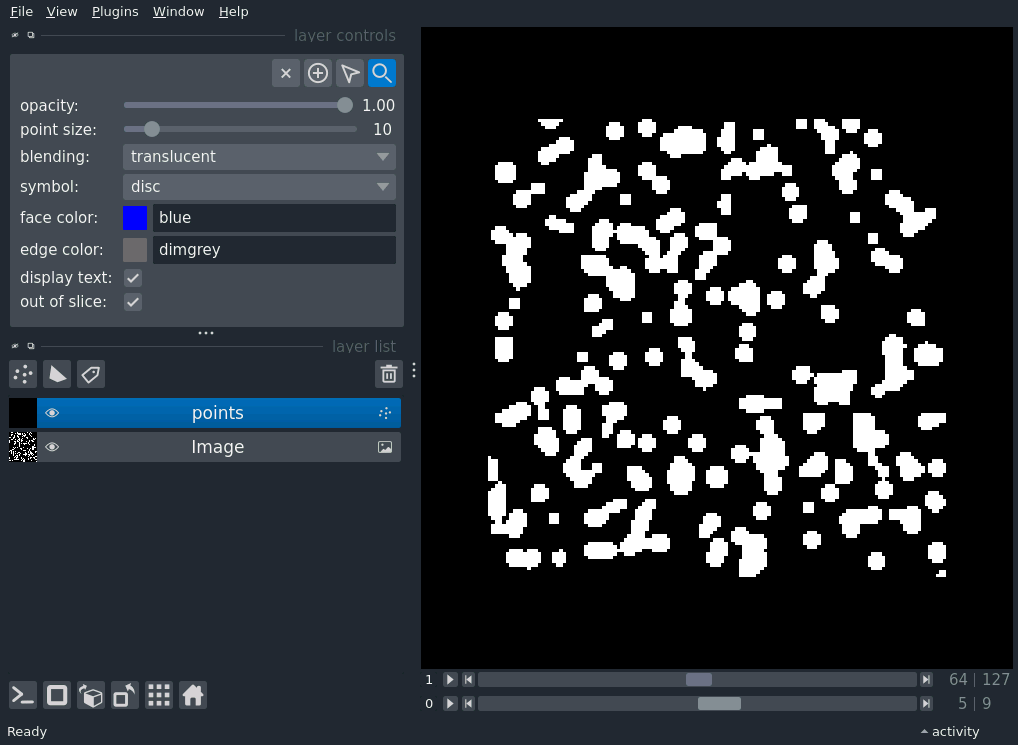 File View Plugins Window Help
layer controls
opacity: 1.00
point size: 10
blending: translucent
symbol: disc
face color: blue
edge color: dimgrey
display text:
out of slice:
layer list
points
Image
1 64 | 127
0 5 | 9
Ready activity